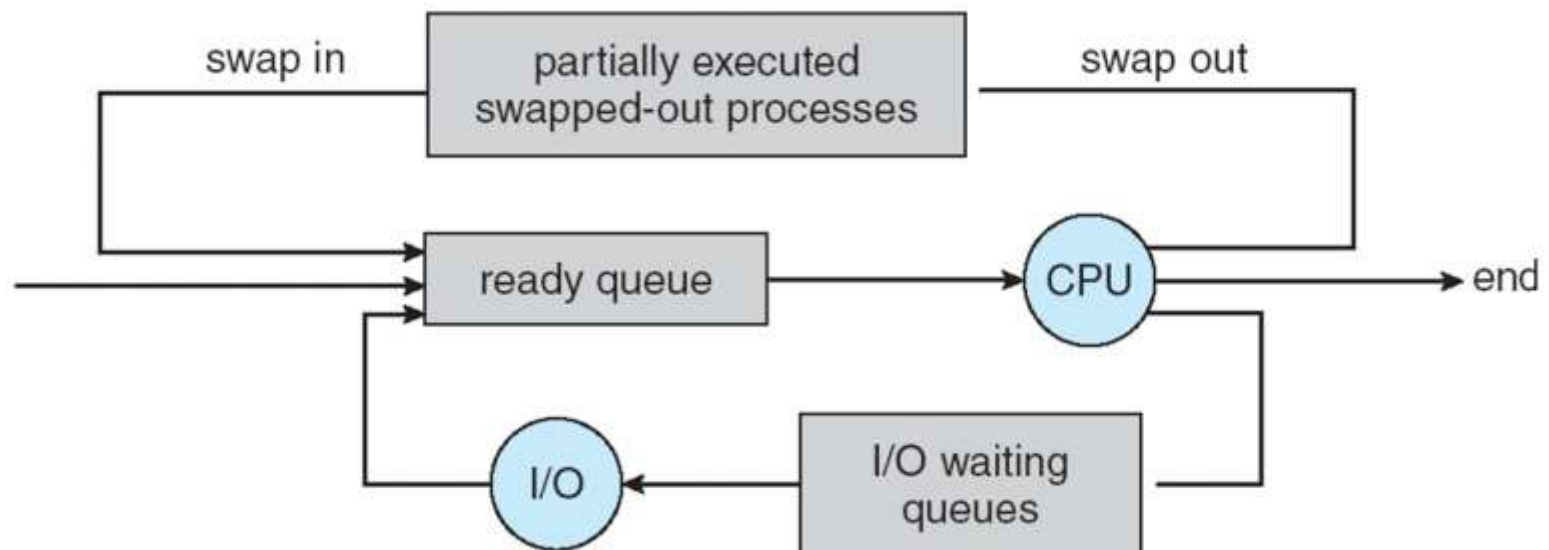 swap in
partially executed
swapped-out processes
swap out
ready queue
CPU
end
I/O
I/O waiting
queues